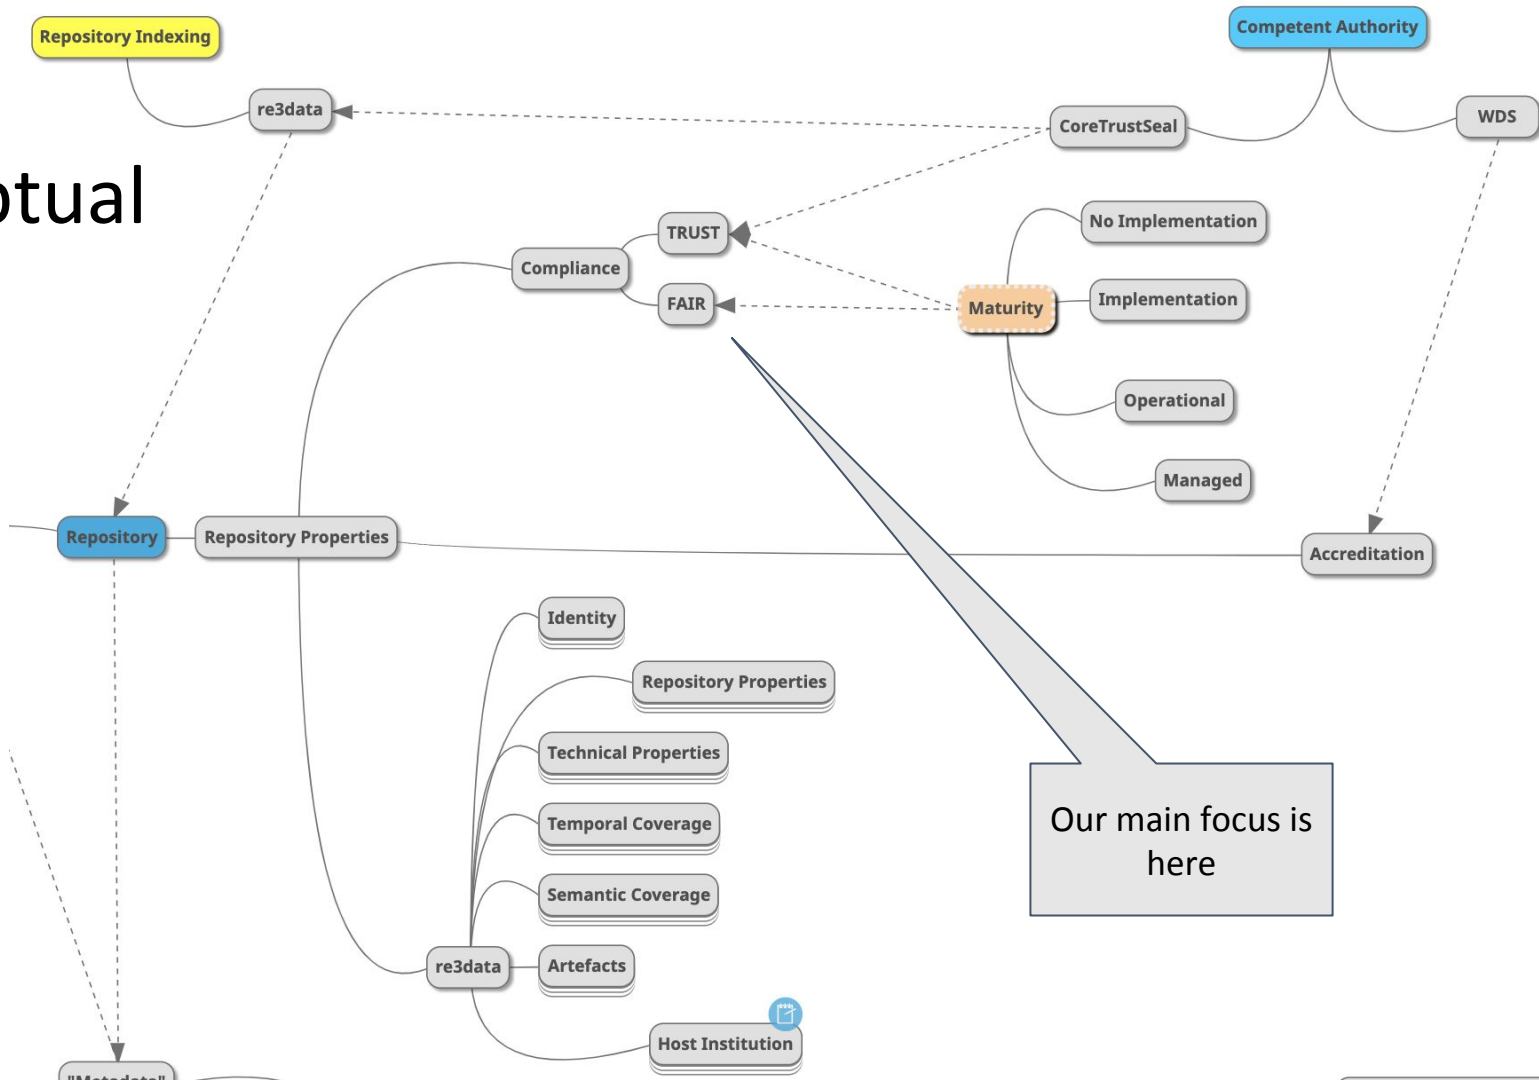 Repository Indexing
Competent Authority
re3data
CoreTrustSeal
WDS
No Implementation
TRUST
Compliance
FAIR
Maturity
Implementation
Operational
Managed
Repository
Repository Properties
Accreditation
Identity
Repository Properties
Technical Properties
Temporal Coverage
Semantic Coverage
re3data
Artefacts
Host Institution
Our main focus is
here
"Metadata"